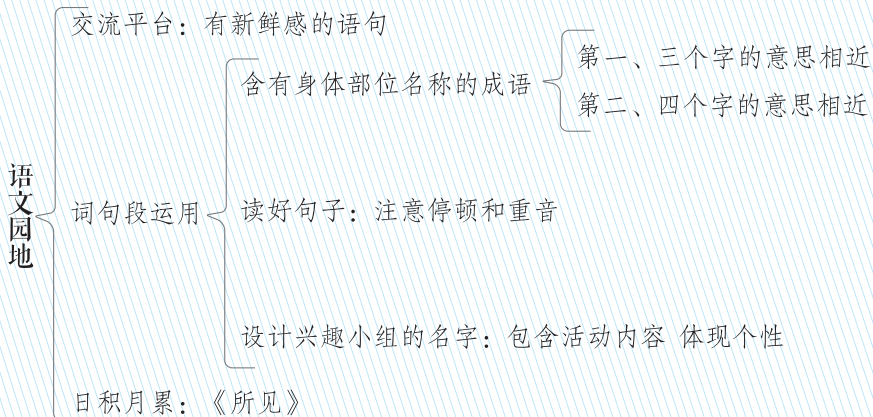 交流平台：有新鲜感的语句
含有身体部位名称的成语
第一、三个字的意思相近
第二、四个字的意思相近
语文园地
词句段运用
读好句子：注意停顿和重音
设计兴趣小组的名字：包含活动内容 体现个性
日积月累：《所见》